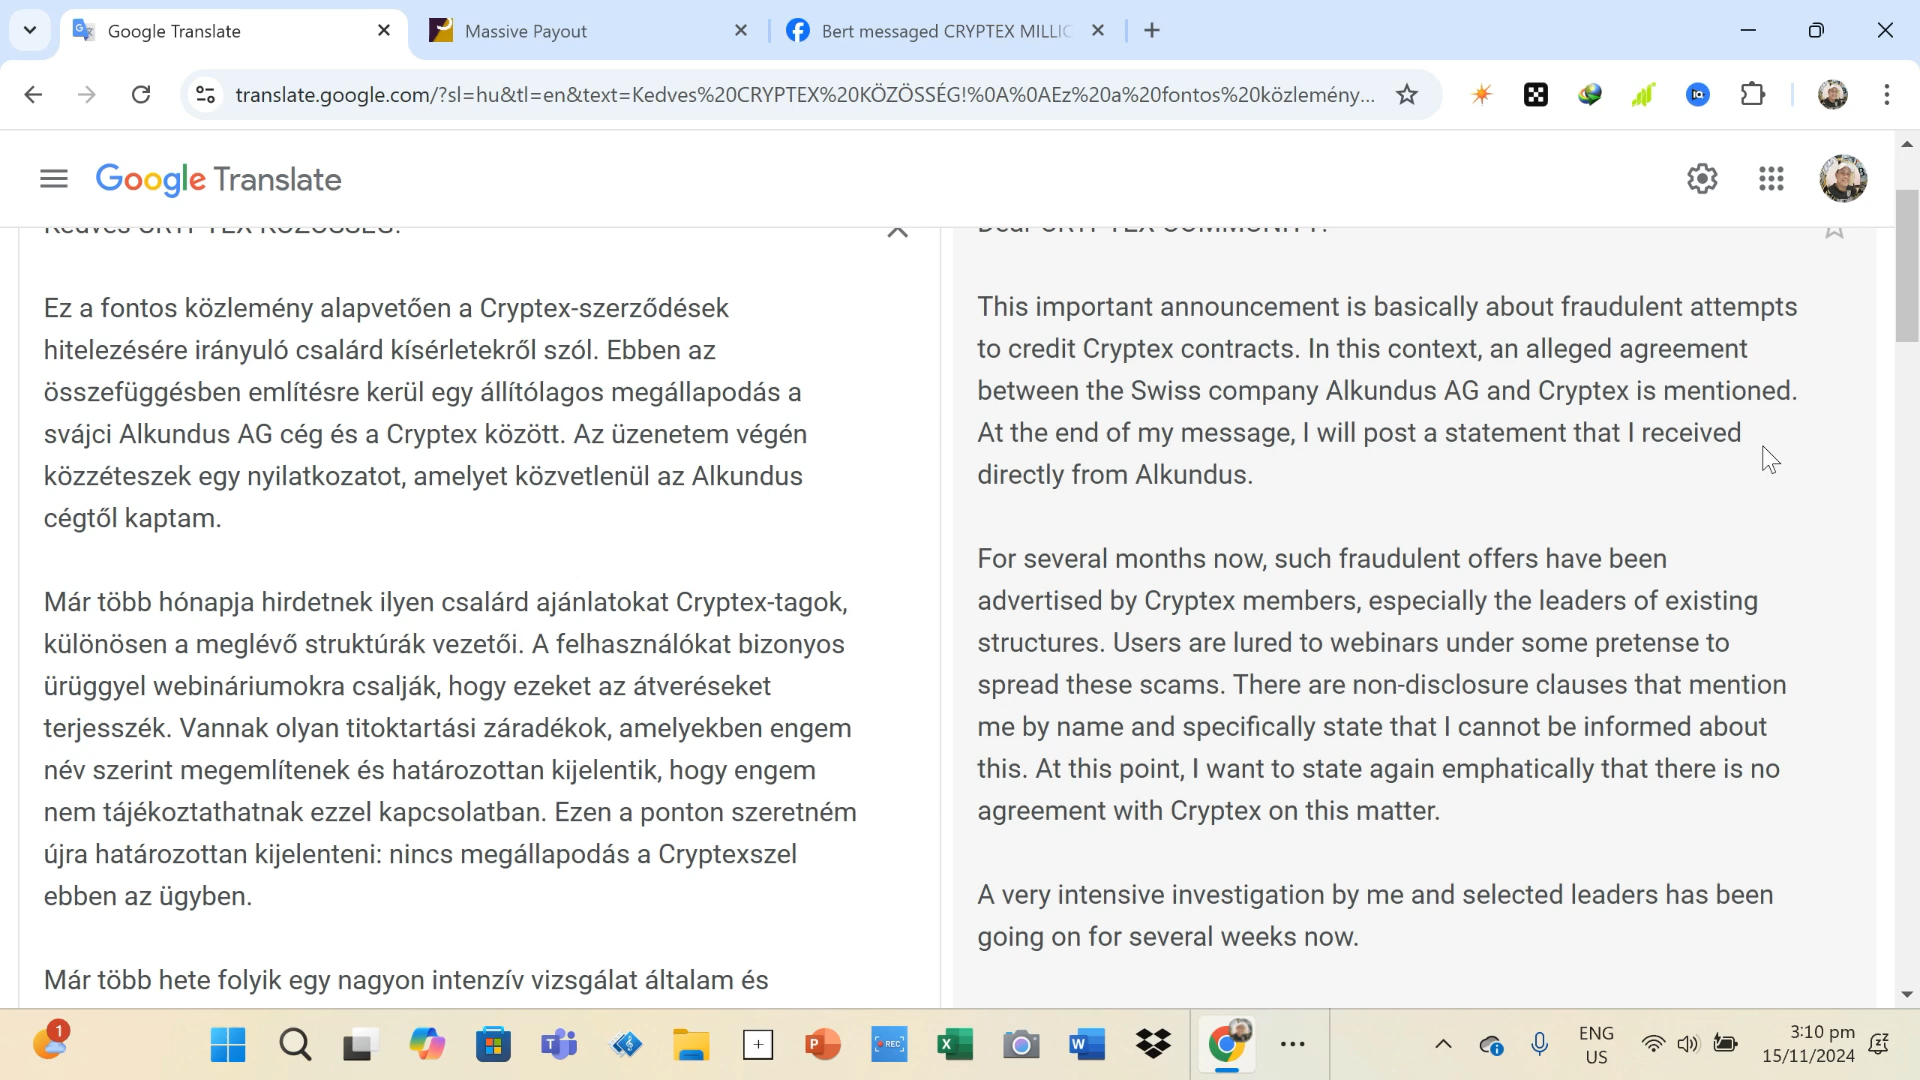 Google Translate
Massive Payout
Bert messaged CRYPTEX MILLIC
translate.google.com/?sl=hu&tl=en&text=Kedves%20CRYPTEX%20KÖZÖSSÉG!%0A%0AEz%20a%20fontos%20közlemény...
Google Translate
Ez a fontos közlemény alapvetően a Cryptex-szerződések
hitelezésére irányuló csalárd kísérletekről szól. Ebben az
összefüggésben említésre kerül egy állítólagos megállapodás a
svájci Alkundus AG cég és a Cryptex között. Az üzenetem végén
közzéteszek egy nyilatkozatot, amelyet közvetlenül az Alkundus
cégtől kaptam.
Már több hónapja hirdetnek ilyen csalárd ajánlatokat Cryptex-tagok,
különösen a meglévő struktúrák vezetői. A felhasználókat bizonyos
ürüggyel webináriumokra csalják, hogy ezeket az átveréseket
terjesszék. Vannak olyan titoktartási záradékok, amelyekben engem
név szerint megemlítenek és határozottan kijelentik, hogy engem
nem tájékoztathatnak ezzel kapcsolatban. Ezen a ponton szeretném
újra határozottan kijelenteni: nincs megállapodás a Cryptexszel
ebben az ügyben.
Már több hete folyik egy nagyon intenzív vizsgálat általam és
This important announcement is basically about fraudulent attempts
to credit Cryptex contracts. In this context, an alleged agreement
between the Swiss company Alkundus AG and Cryptex is mentioned.
At the end of my message, I will post a statement that I received
directly from Alkundus.
For several months now, such fraudulent offers have been
advertised by Cryptex members, especially the leaders of existing
structures. Users are lured to webinars under some pretense to
spread these scams. There are non-disclosure clauses that mention
me by name and specifically state that I cannot be informed about
this. At this point, I want to state again emphatically that there is no
agreement with Cryptex on this matter.
A very intensive investigation by me and selected leaders has been
going on for several weeks now.
1
REC
ENG
US
3:10 pm
15/11/2024